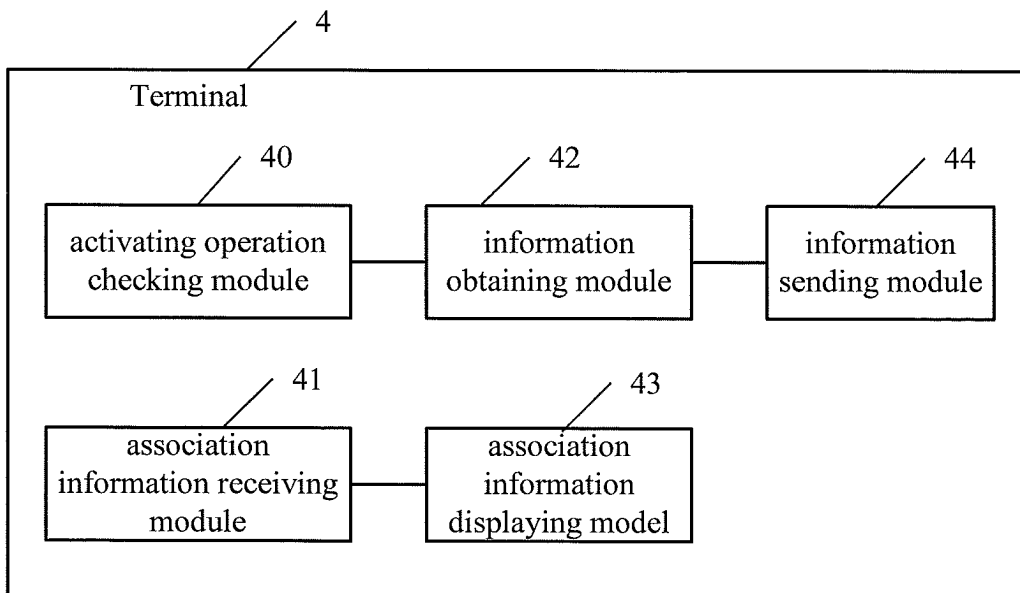 4
Terminal
40
42
44
activating operation
checking module
information
obtaining module
information
sending module
41
43
association
information receiving
module
association
information
displaying model